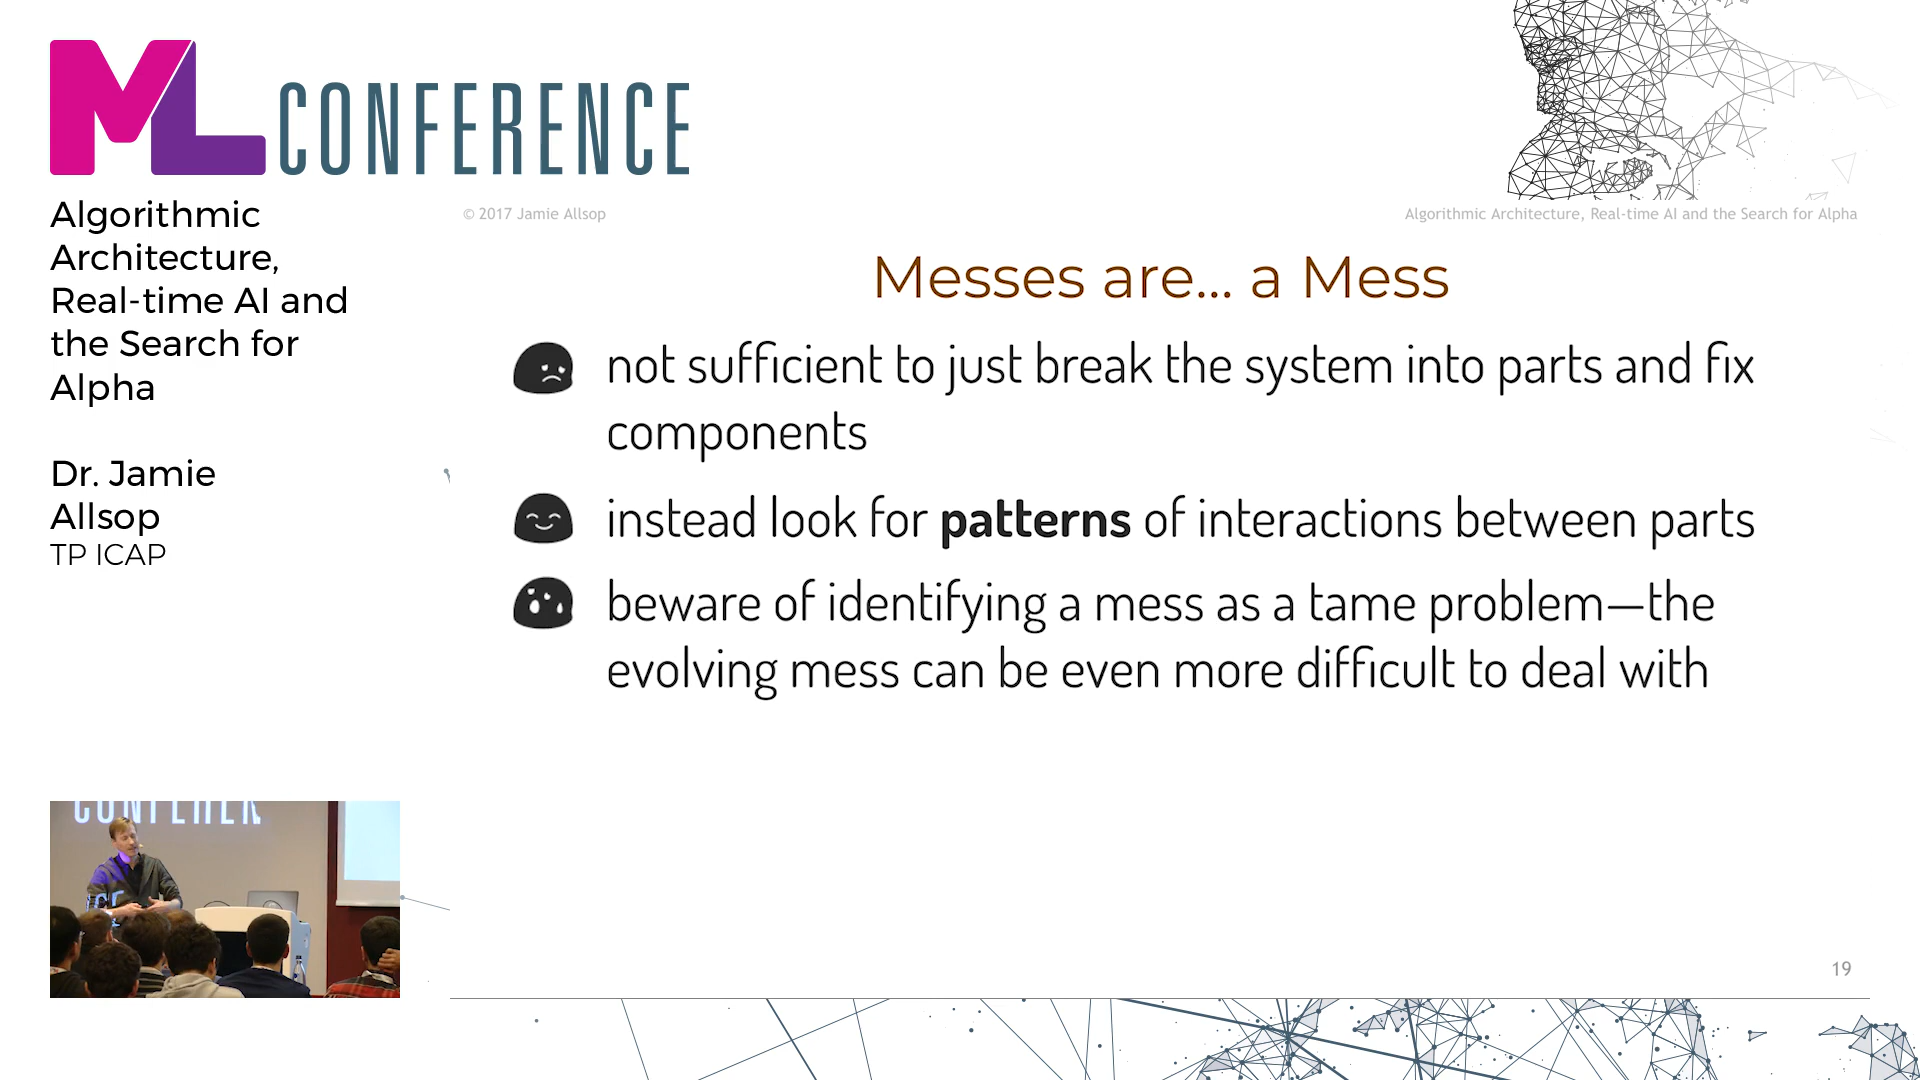 ML CONFERENCE
Algorithmic
Architecture,
Real-time AI and
the Search for
Alpha
Dr. Jamie
Allsop
TP ICAP
© 2017 Jamie Allsop
Algorithmic Architecture, Real-time AI and the Search for Alpha
Messes are... a Mess
not sufficient to just break the system into parts and fix
components
instead look for patterns of interactions between parts
beware of identifying a mess as a tame problem—the
evolving mess can be even more difficult to deal with
19